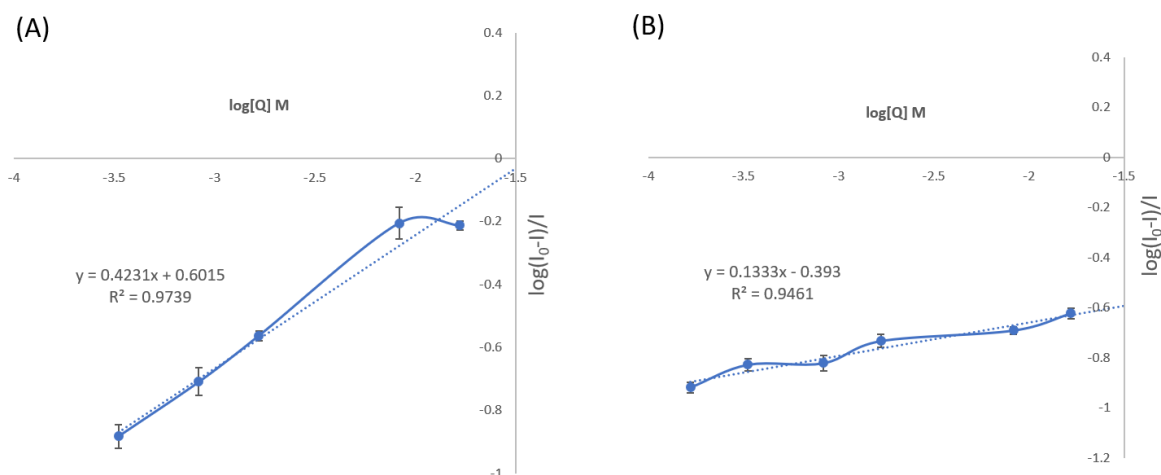 (A)
0.4
0.2
log[Q] M
0
-4
-3.5
-3
-2.5
-2
-1.5
-0.2
-0.4
-0.6
-0.8
-1
log(I₀-I)/I
y = 0.4231x + 0.6015
R² = 0.9739
(B)
0.4
0.2
log[Q] M
0
-4
-3.5
-3
-2.5
-2
-1.5
-0.2
-0.4
-0.6
-0.8
-1
-1.2
log(I₀-I)/I
y = 0.1333x - 0.393
R² = 0.9461